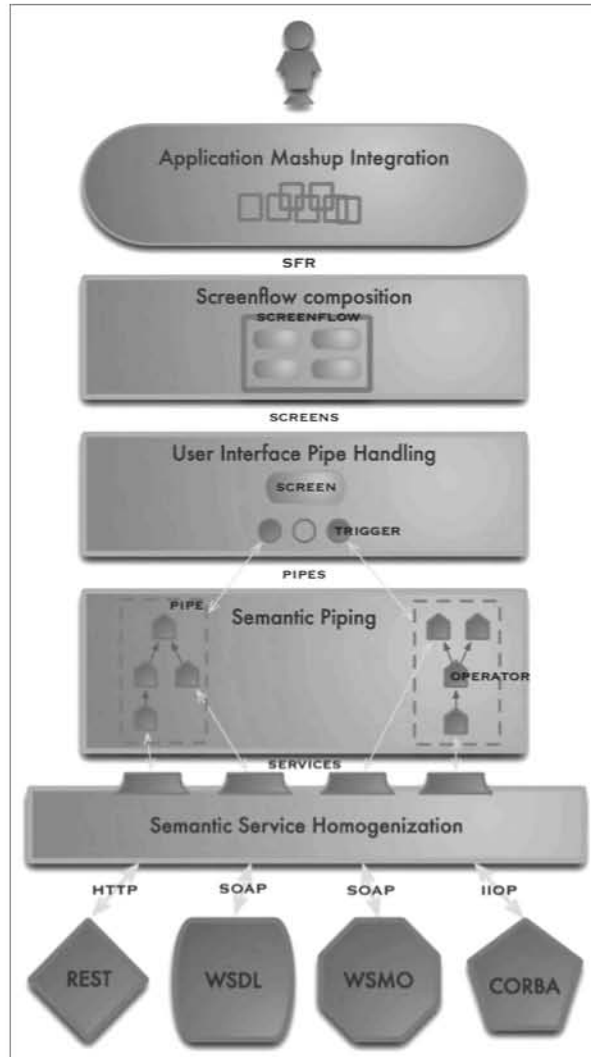 Application Mashup Integration
SFR
Screenflow composition
SCREENFLOW
SCREENS
User Interface Pipe Handling
SCREEN
TRIGGER
PIPES
PIPE
Semantic Piping
OPERATOR
SERVICES
Semantic Service Homogenization
HTTP
SOAP
SOAP
IIOP
REST
WSDL
WSMO
CORBA